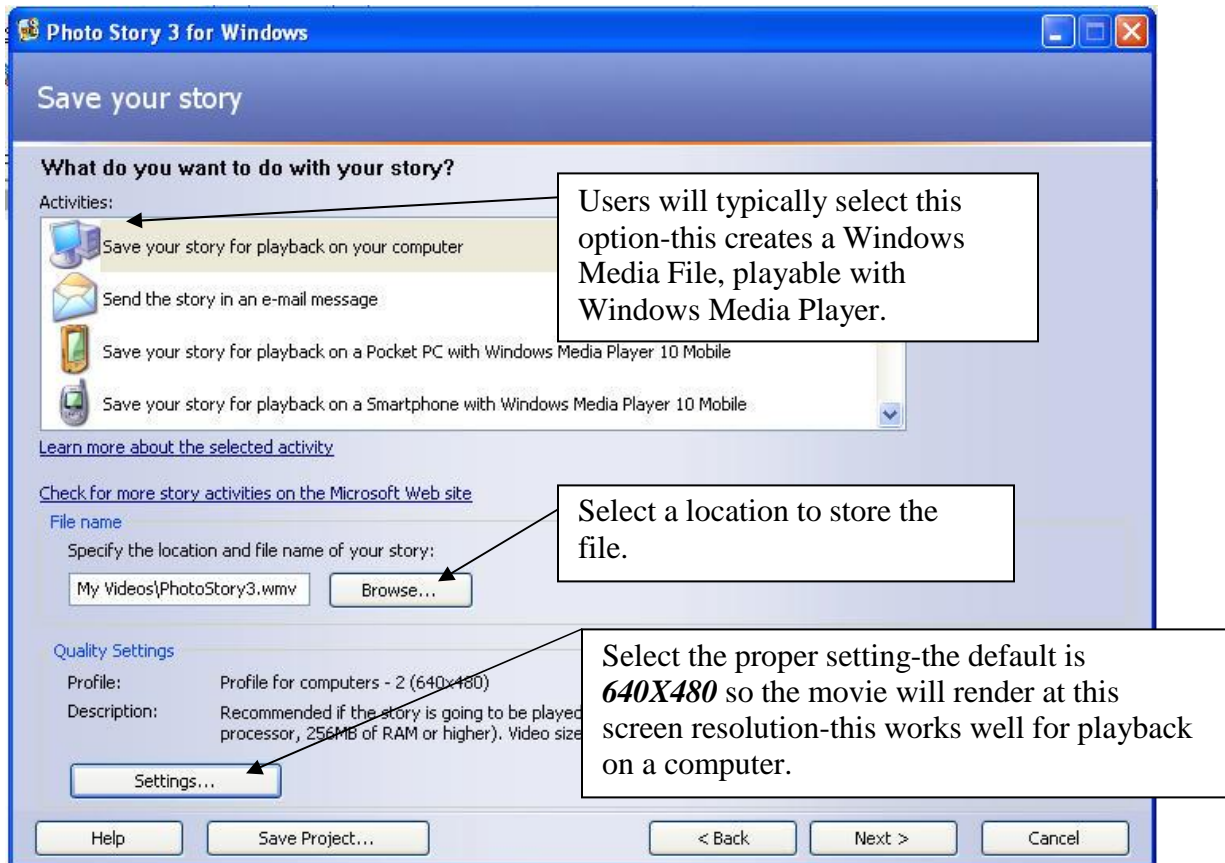 Photo Story 3 for Windows
Save your story
What do you want to do with your story?
Activities:
Save your story for playback on your computer
Send the story in an e-mail message
Save your story for playback on a Pocket PC with Windows Media Player 10 Mobile
Save your story for playback on a Smartphone with Windows Media Player 10 Mobile
Users will typically select this
option-this creates a Windows
Media File, playable with
Windows Media Player.
Learn more about the selected activity
Check for more story activities on the Microsoft Web site
File name
Specify the location and file name of your story:
My Videos\PhotoStory3.wmv
Browse...
Select a location to store the
file.
Quality Settings
Profile: Profile for computers - 2 (640x480)
Description: Recommended if the story is going to be played
processor, 256MB of RAM or higher). Video size
Settings...
Select the proper setting-the default is
640X480 so the movie will render at this
screen resolution-this works well for playback
on a computer.
Help
Save Project...
< Back
Next >
Cancel